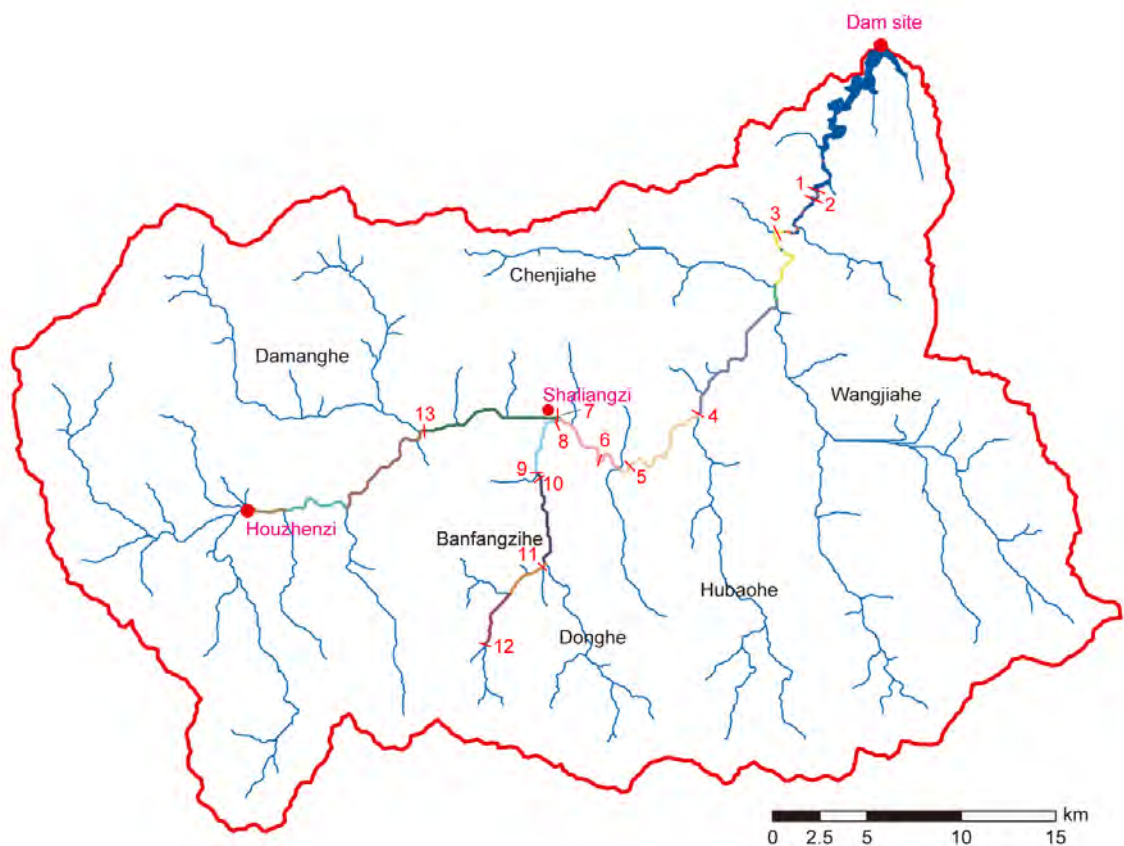 Dam site
1
2
3
Chenjiahe
Damanghe
Shaliangzi
Wangjiahe
7
4
13
8
6
9
5
10
Houzhenzi
Banfangzihe
11
Hubaohe
Donghe
12
km
0 2.5 5 10 15